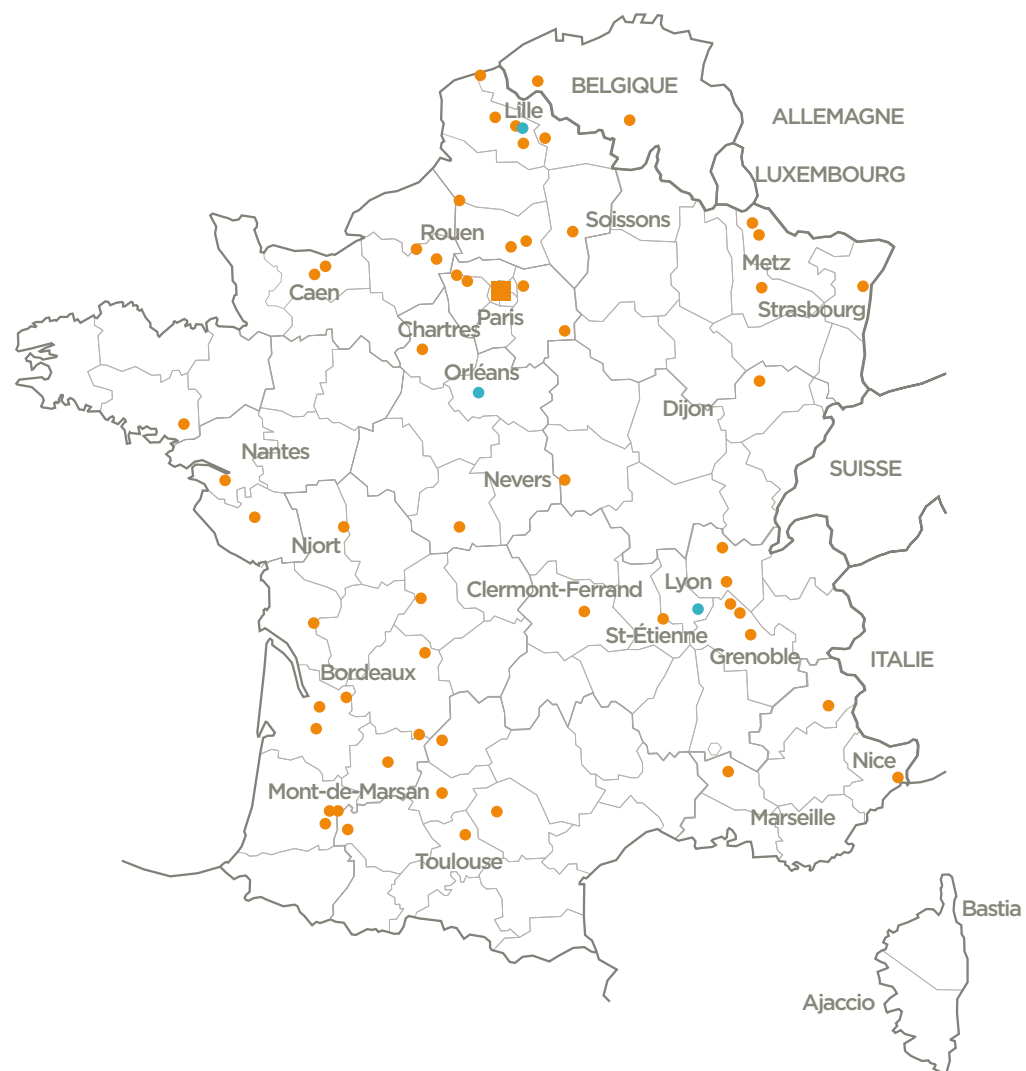 BELGIQUE
Lille
ALLEMAGNE
LUXEMBOURG
Soissons
Rouen
Metz
Caen
Strasbourg
Paris
Chartres
Orléans
Dijon
Nantes
SUISSE
Nevers
Niort
Lyon
Clermont-Ferrand
St-Étienne
Grenoble
ITALIE
Bordeaux
Nice
Mont-de-Marsan
Marseille
Toulouse
Bastia
Ajaccio